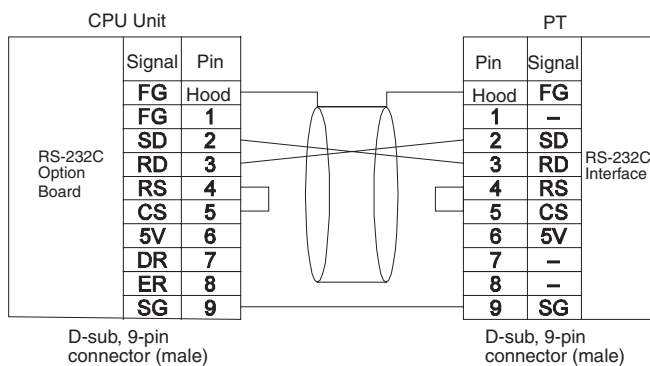 CPU Unit
PT
Signal Pin
Pin Signal
FG Hood
Hood FG
FG 1
1 –
SD 2
2 SD
RD 3
3 RD
RS 4
4 RS
CS 5
5 CS
5V 6
6 5V
DR 7
7 –
ER 8
8 –
SG 9
9 SG
RS-232C
Option
Board
RS-232C
Interface
D-sub, 9-pin
connector (male)
D-sub, 9-pin
connector (male)